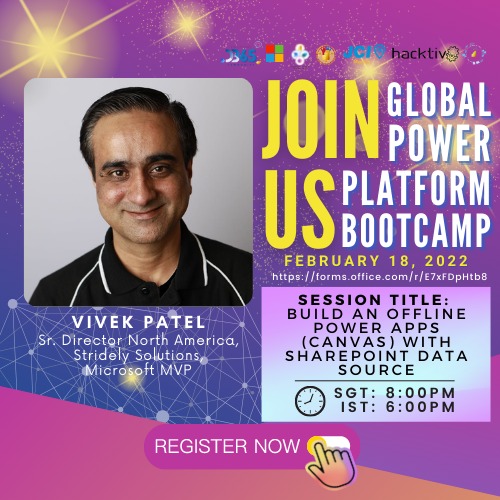 JCI hacktiv
JOIN US
GLOBAL
POWER
PLATFORM
BOOTCAMP
FEBRUARY 18, 2022
https://forms.office.com/r/E7xFDpHtb8
VIVEK PATEL
Sr. Director North America,
Stridely Solutions,
Microsoft MVP
SESSION TITLE:
BUILD AN OFFLINE
POWER APPS
(CANVAS) WITH
SHAREPOINT DATA
SOURCE
SGT: 8:00PM
IST: 6:00PM
REGISTER NOW